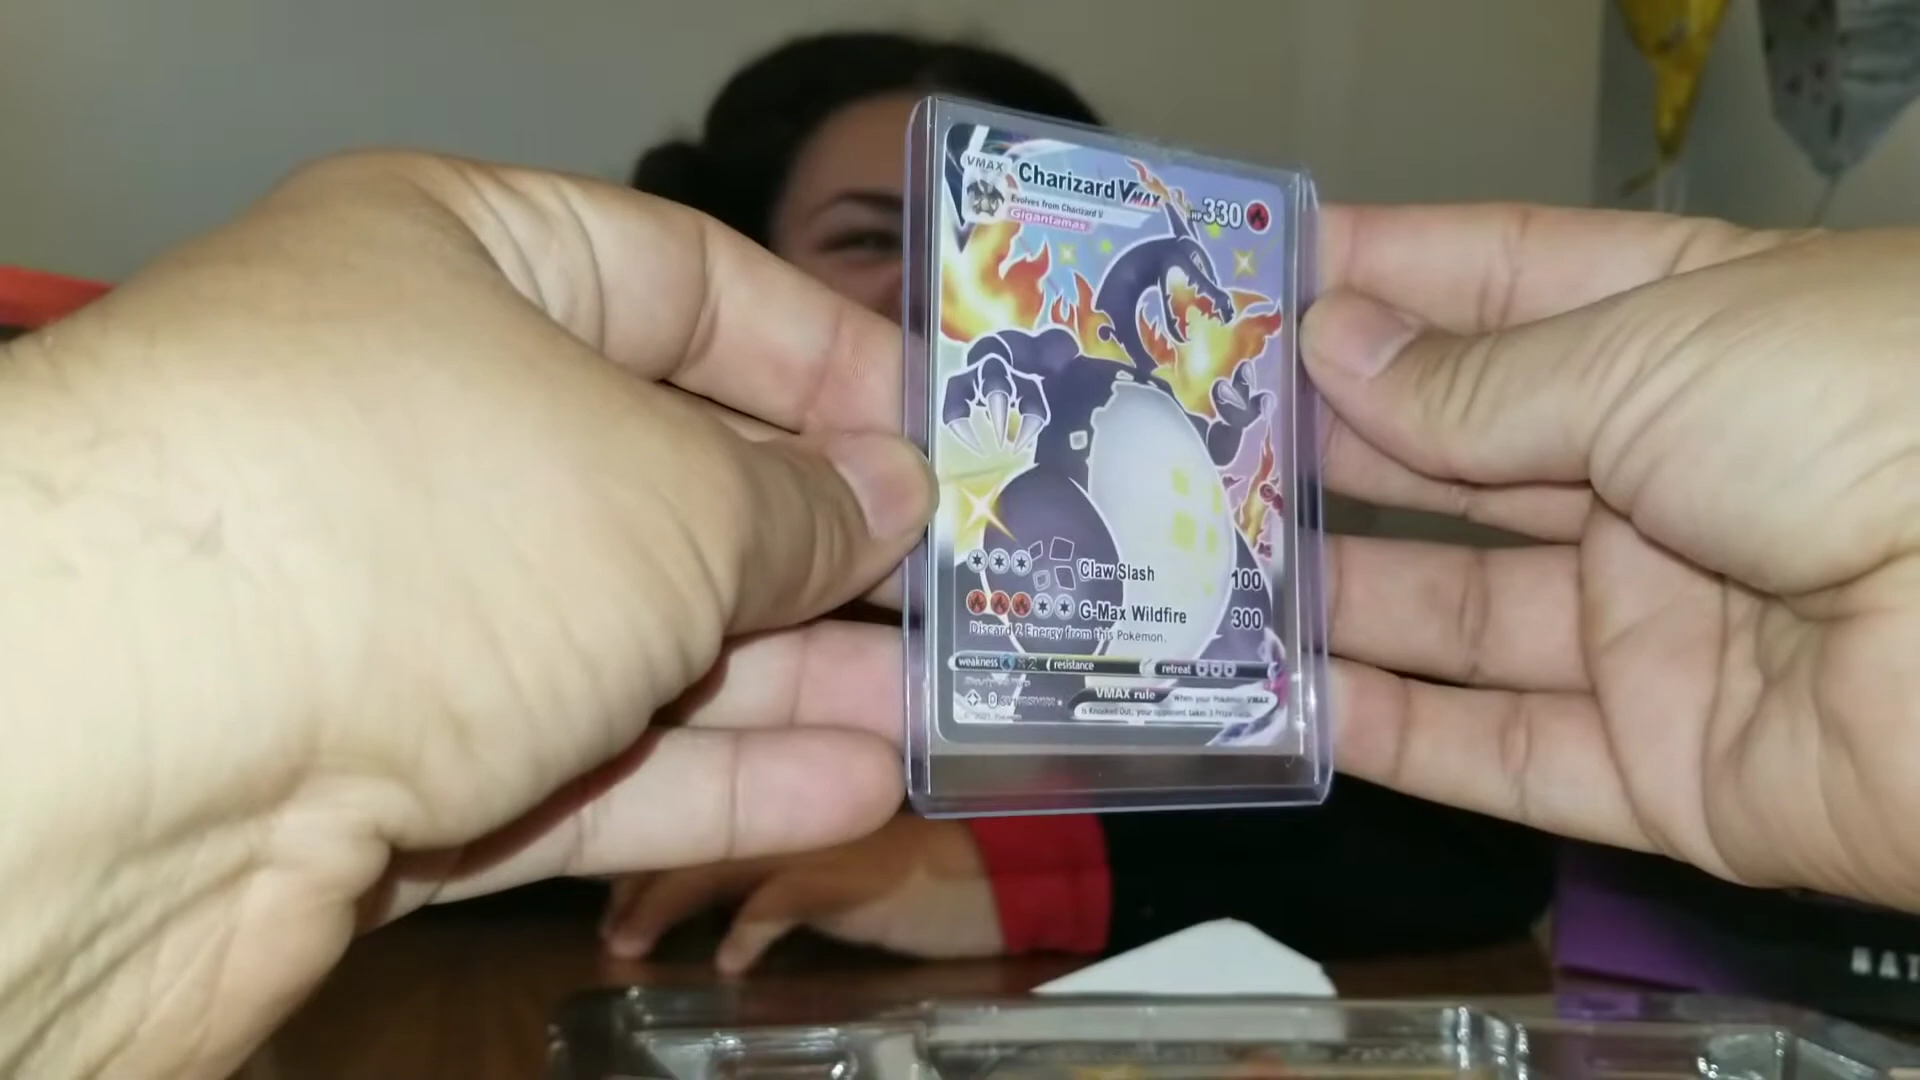 VMAX
Charizard VMAX
HP 330
Evolves from Charizard V
Gigantamax
Claw Slash 100
G-Max Wildfire 300
Discard 2 Energy from this Pokémon.
weakness ×2 resistance retreat
VMAX rule When your Pokémon VMAX
is Knocked Out, your opponent takes 3 Prize cards.